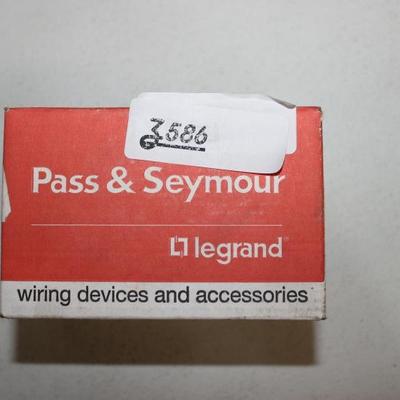 3586
Pass & Seymour
legrand
wiring devices and accessories